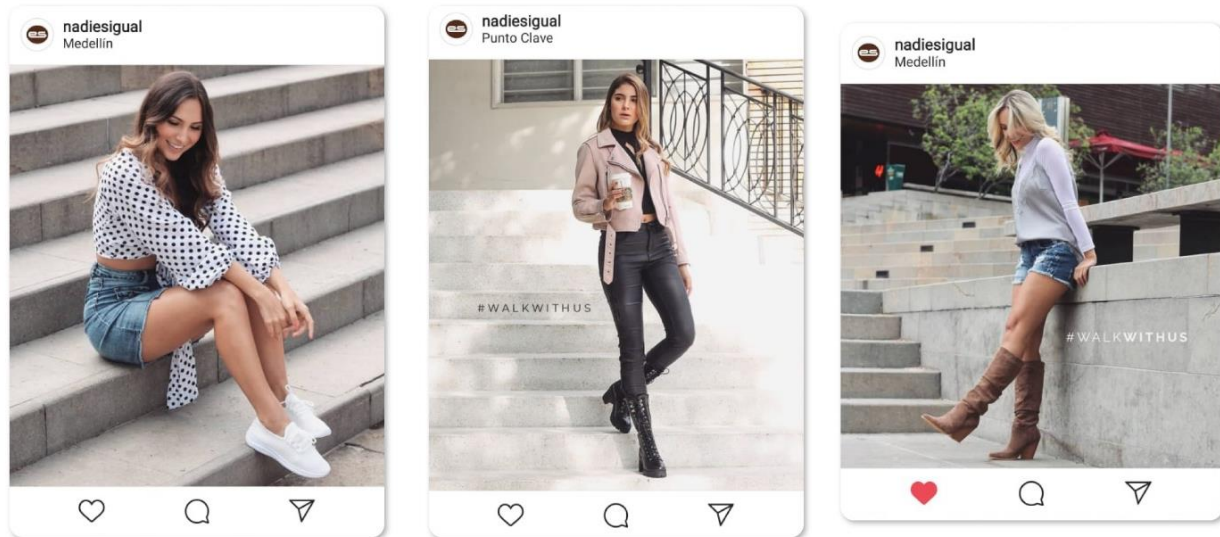 nadiesigual
Medellín
nadiesigual
Punto Clave
#WALKWITHUS
nadiesigual
Medellín
#WALKWITHUS